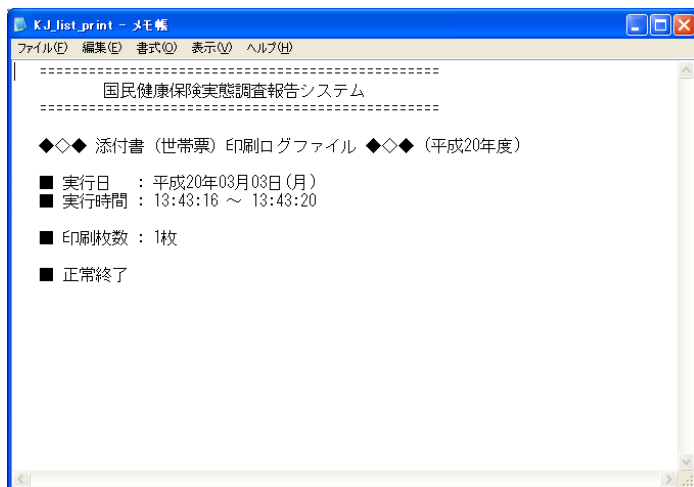 KJ_list_print - メモ帳
ファイル(F) 編集(E) 書式(O) 表示(V) ヘルプ(H)
==================================================
国民健康保険実態調査報告システム
==================================================
◆◇◆ 添付書（世帯票）印刷ログファイル ◆◇◆（平成20年度）
■ 実行日　 : 平成20年03月03日(月)
■ 実行時間 : 13:43:16 ～ 13:43:20
■ 印刷枚数 : 1枚
■ 正常終了